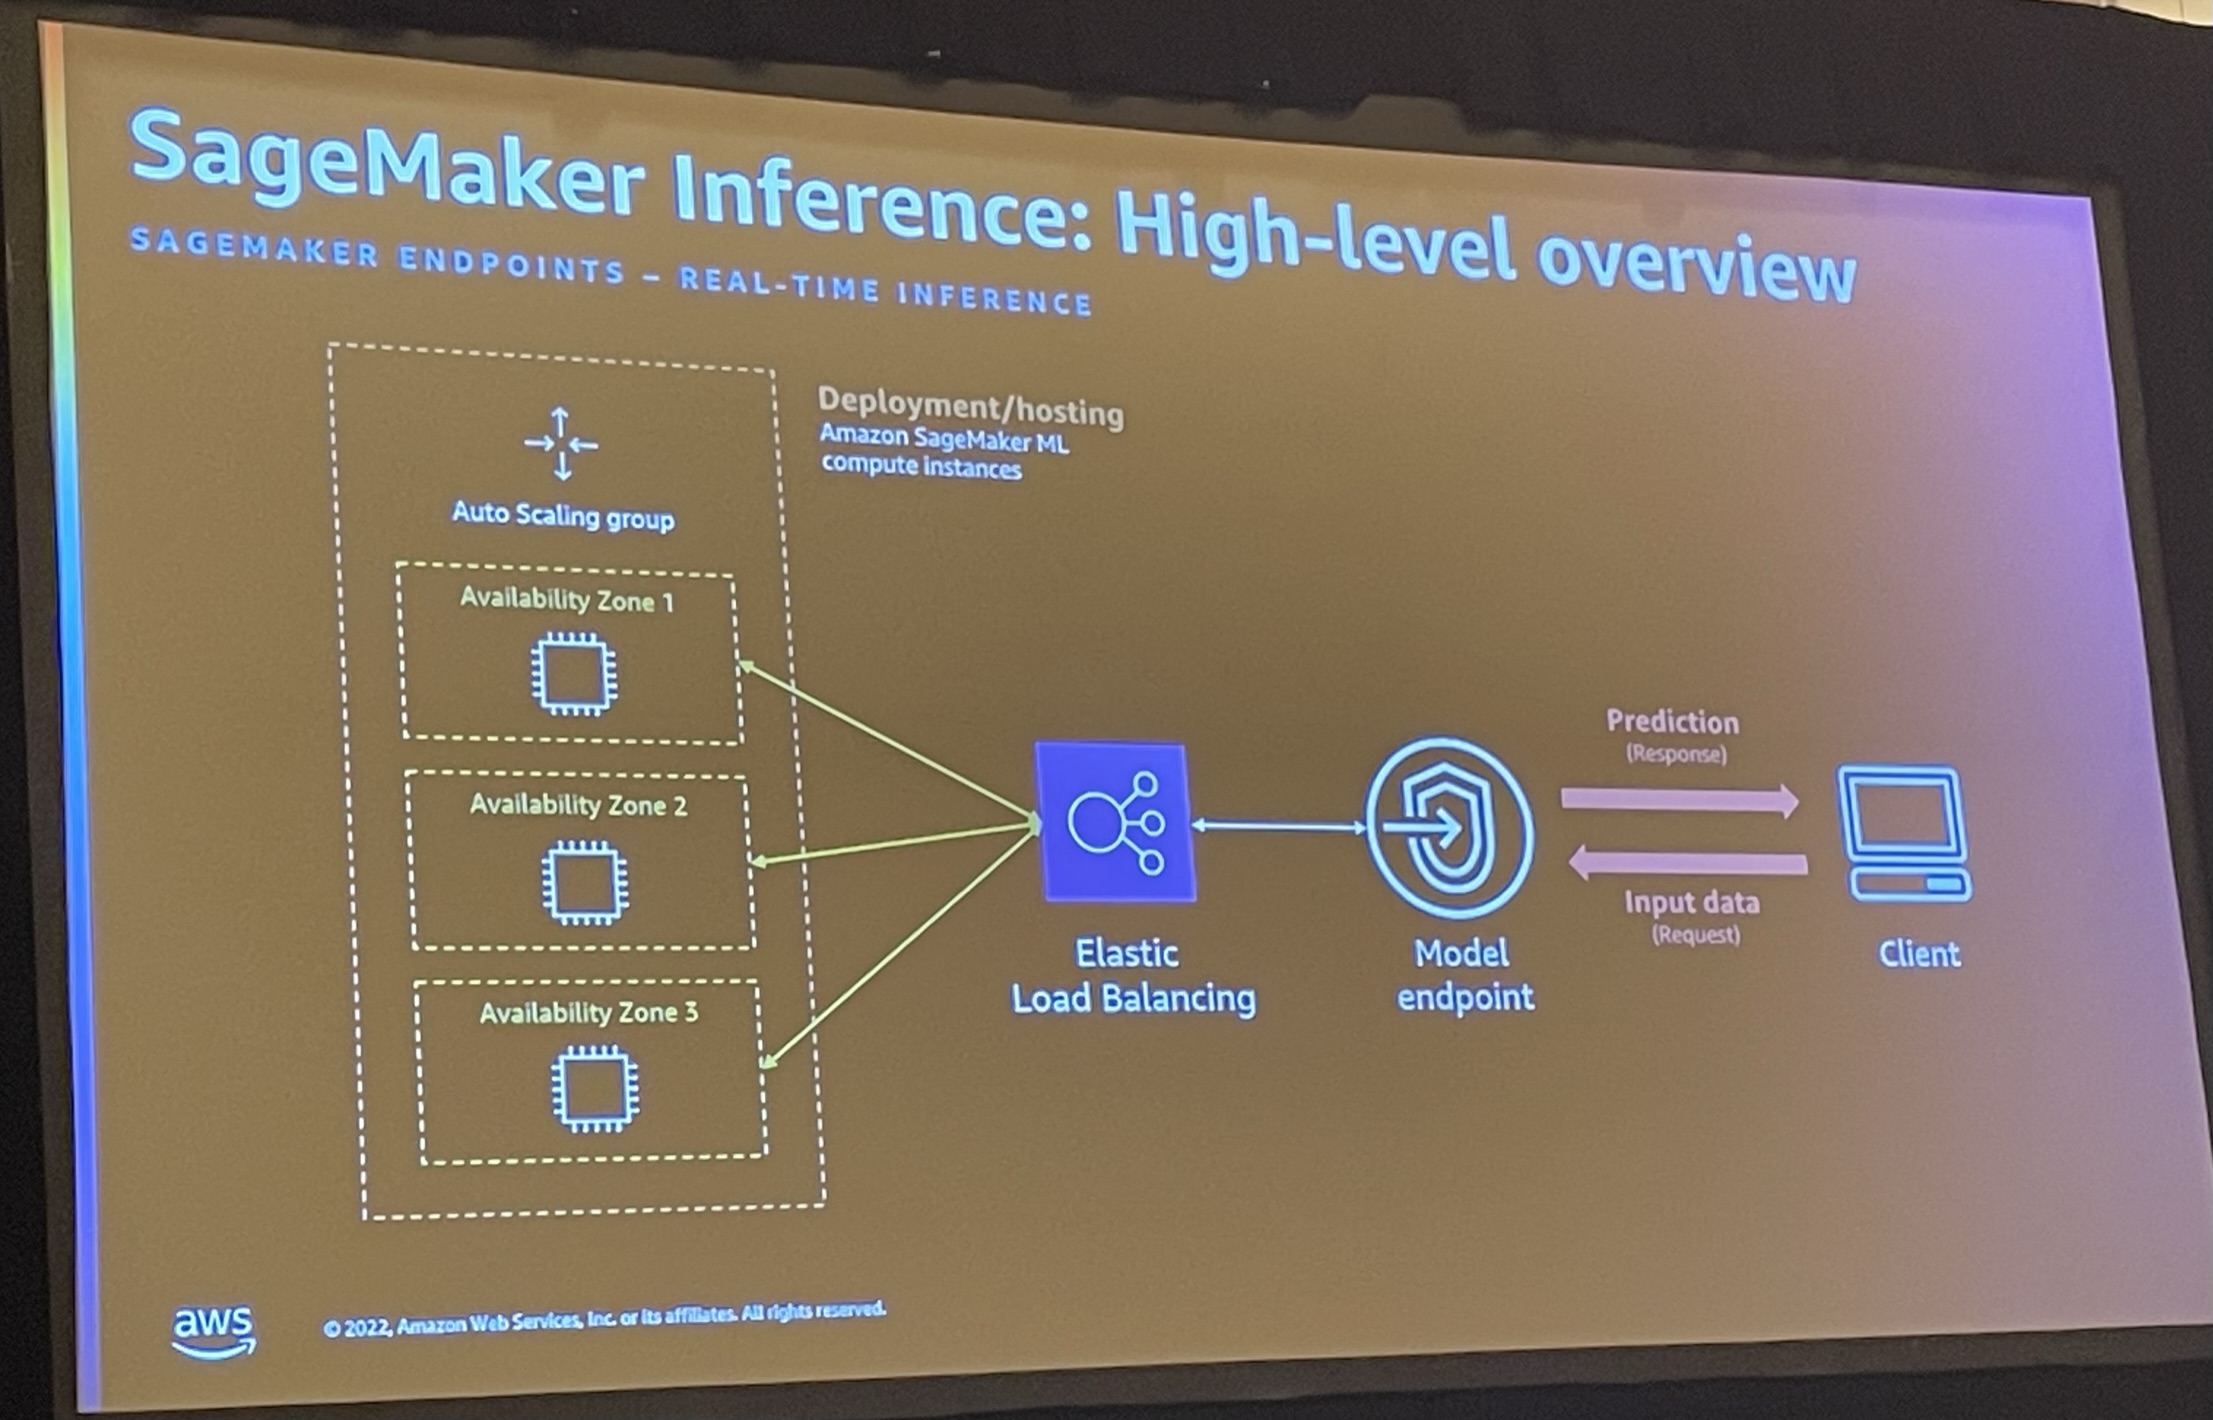 SageMaker Inference: High-level overview
SAGEMAKER ENDPOINTS – REAL-TIME INFERENCE
Deployment/hosting
Amazon SageMaker ML
compute instances
Auto Scaling group
Availability Zone 1
Availability Zone 2
Availability Zone 3
Elastic
Load Balancing
Model
endpoint
Prediction
(Response)
Input data
(Request)
Client
aws
© 2022, Amazon Web Services, Inc. or its affiliates. All rights reserved.